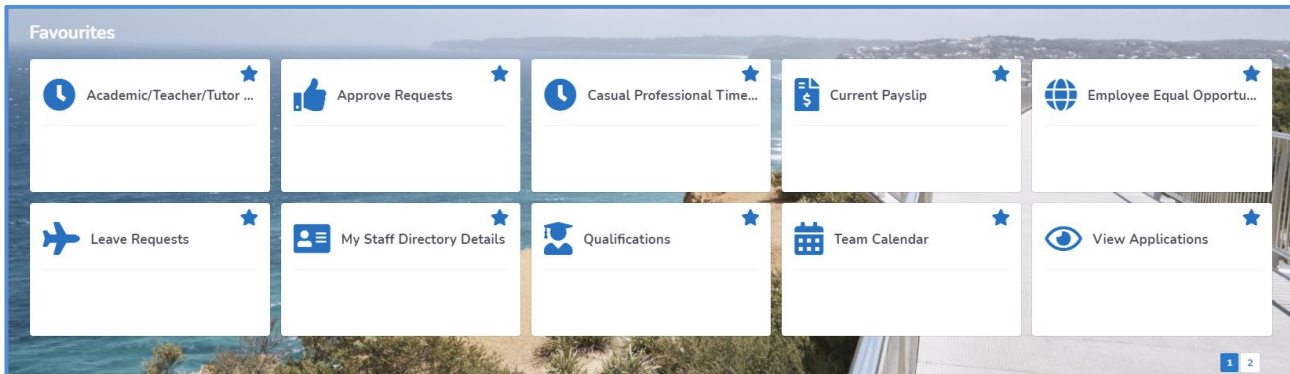 Favourites
Academic/Teacher/Tutor ...
Approve Requests
Casual Professional Time...
Current Payslip
Employee Equal Opportu...
Leave Requests
My Staff Directory Details
Qualifications
Team Calendar
View Applications
1 2